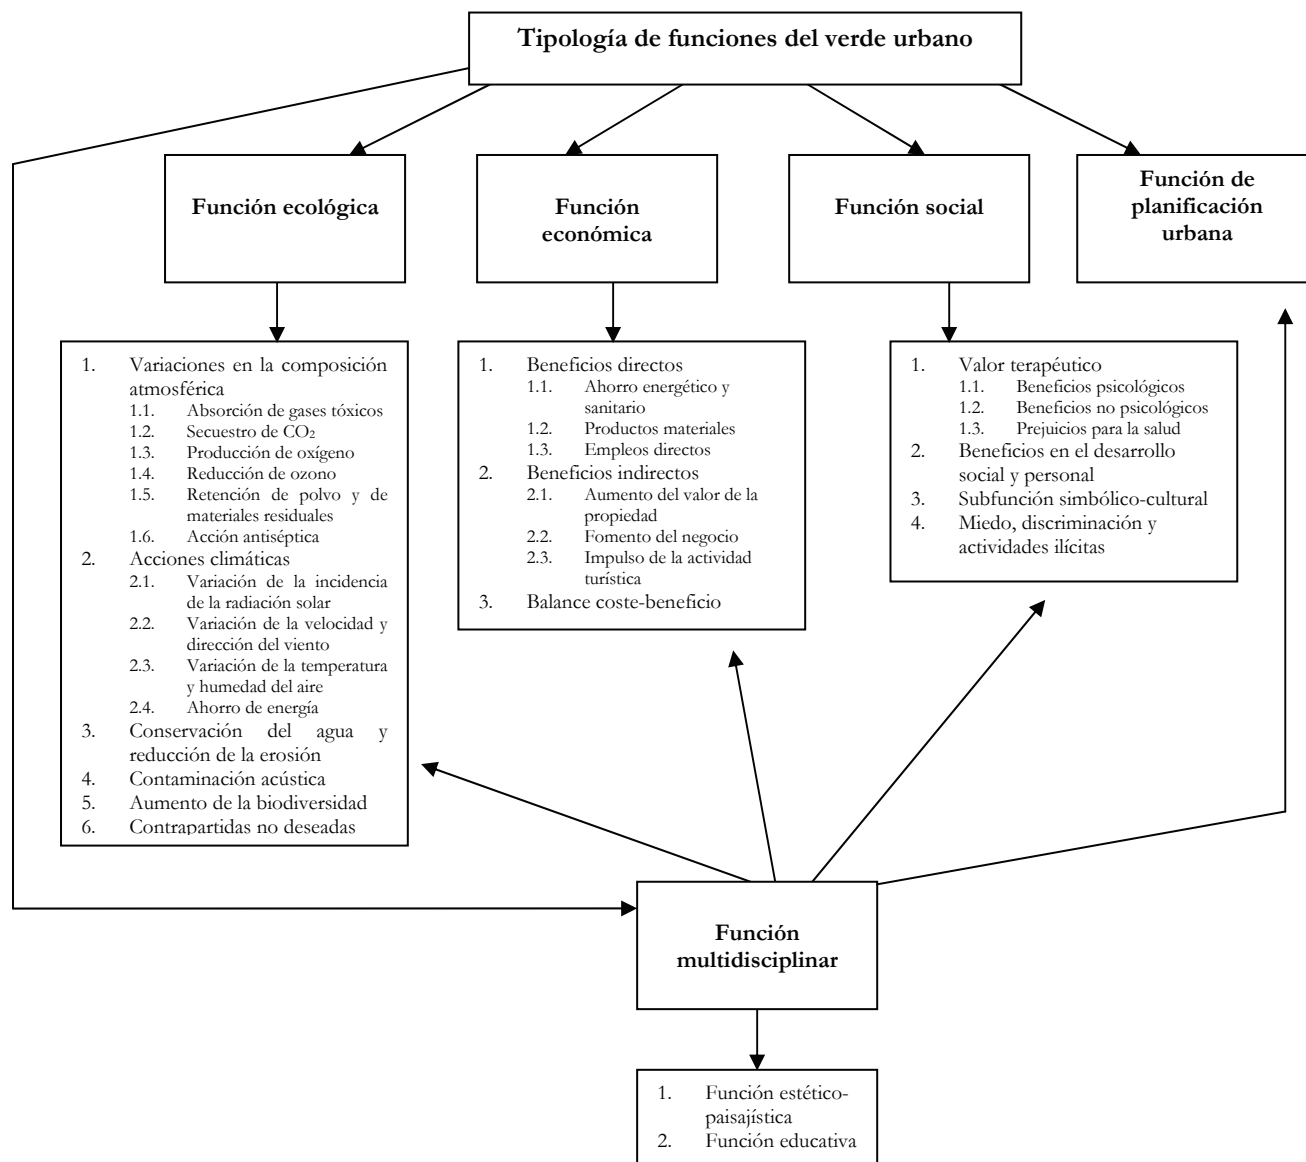 Tipología de funciones del verde urbano
Función ecológica
Función
económica
Función social
Función de
planificación
urbana
1. Variaciones en la composición
atmosférica
1.1. Absorción de gases tóxicos
1.2. Secuestro de CO₂
1.3. Producción de oxígeno
1.4. Reducción de ozono
1.5. Retención de polvo y de
materiales residuales
1.6. Acción antiséptica
2. Acciones climáticas
2.1. Variación de la incidencia
de la radiación solar
2.2. Variación de la velocidad y
dirección del viento
2.3. Variación de la temperatura
y humedad del aire
2.4. Ahorro de energía
3. Conservación del agua y
reducción de la erosión
4. Contaminación acústica
5. Aumento de la biodiversidad
6. Contrapartidas no deseadas
1. Beneficios directos
1.1. Ahorro energético y
sanitario
1.2. Productos materiales
1.3. Empleos directos
2. Beneficios indirectos
2.1. Aumento del valor de la
propiedad
2.2. Fomento del negocio
2.3. Impulso de la actividad
turística
3. Balance coste-beneficio
1. Valor terapéutico
1.1. Beneficios psicológicos
1.2. Beneficios no psicológicos
1.3. Prejuicios para la salud
2. Beneficios en el desarrollo
social y personal
3. Subfunción simbólico-cultural
4. Miedo, discriminación y
actividades ilícitas
Función
multidisciplinar
1. Función estético-
paisajística
2. Función educativa